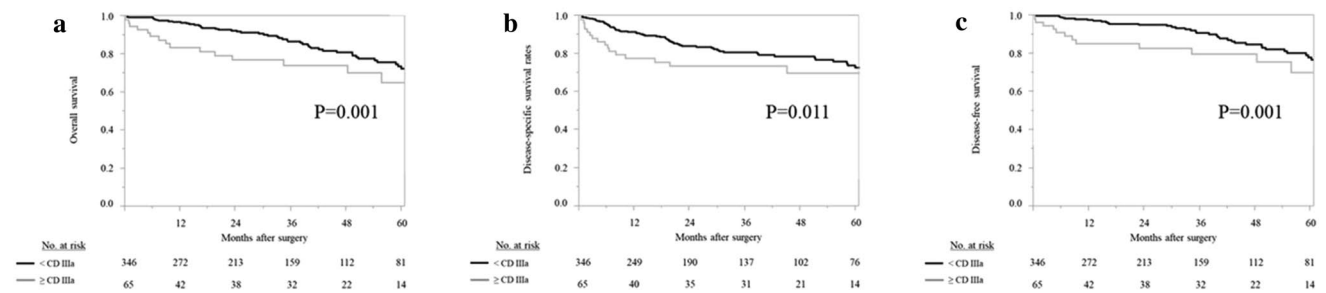 a
Overall survival
1.0
0.8
0.6
0.4
0.2
0.0
P=0.001
12 24 36 48 60
Months after surgery
No. at risk
< CD IIIa 346 272 213 159 112 81
≥ CD IIIa 65 42 38 32 22 14
b
Disease-specific survival rates
1.0
0.8
0.6
0.4
0.2
0.0
P=0.011
12 24 36 48 60
Months after surgery
No. at risk
< CD IIIa 346 249 190 137 102 76
≥ CD IIIa 65 40 35 31 21 14
c
Disease-free survival
1.0
0.8
0.6
0.4
0.2
0.0
P=0.001
12 24 36 48 60
Months after surgery
No. at risk
< CD IIIa 346 272 213 159 112 81
≥ CD IIIa 65 42 38 32 22 14